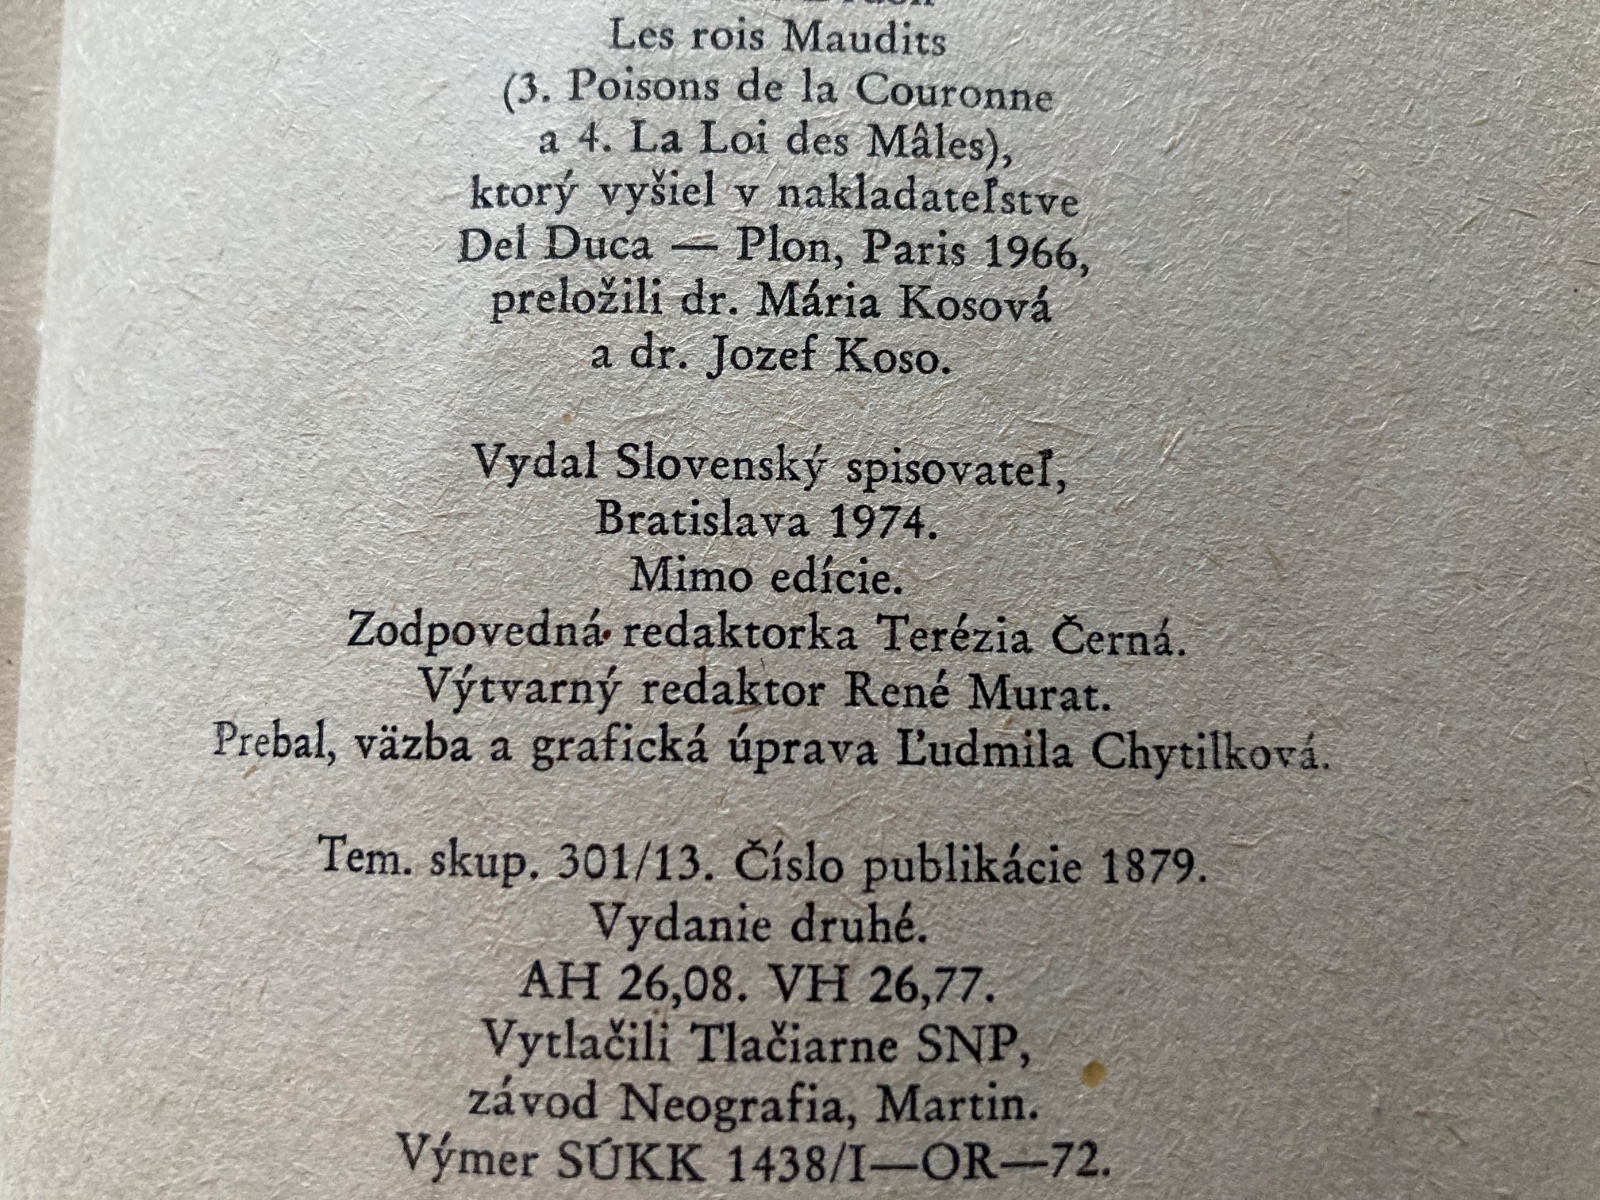 Les rois Maudits
(3. Poisons de la Couronne
a 4. La Loi des Mâles),
ktorý vyšiel v nakladateľstve
Del Duca — Plon, Paris 1966,
preložili dr. Mária Kosová
a dr. Jozef Koso.
Vydal Slovenský spisovateľ,
Bratislava 1974.
Mimo edície.
Zodpovedná redaktorka Terézia Černá.
Výtvarný redaktor René Murat.
Prebal, väzba a grafická úprava Ľudmila Chytilková.
Tem. skup. 301/13. Číslo publikácie 1879.
Vydanie druhé.
AH 26,08. VH 26,77.
Vytlačili Tlačiarne SNP,
závod Neografia, Martin.
Výmer SÚKK 1438/I—OR—72.